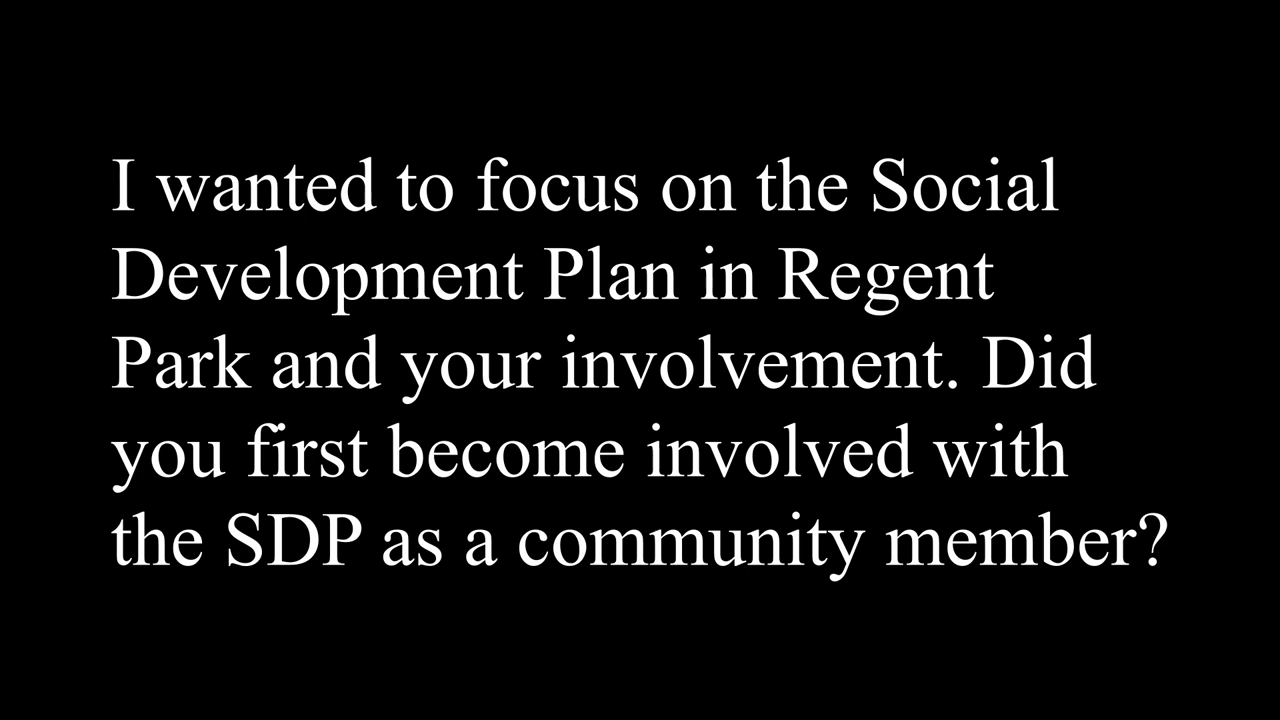 I wanted to focus on the Social
Development Plan in Regent
Park and your involvement. Did
you first become involved with
the SDP as a community member?